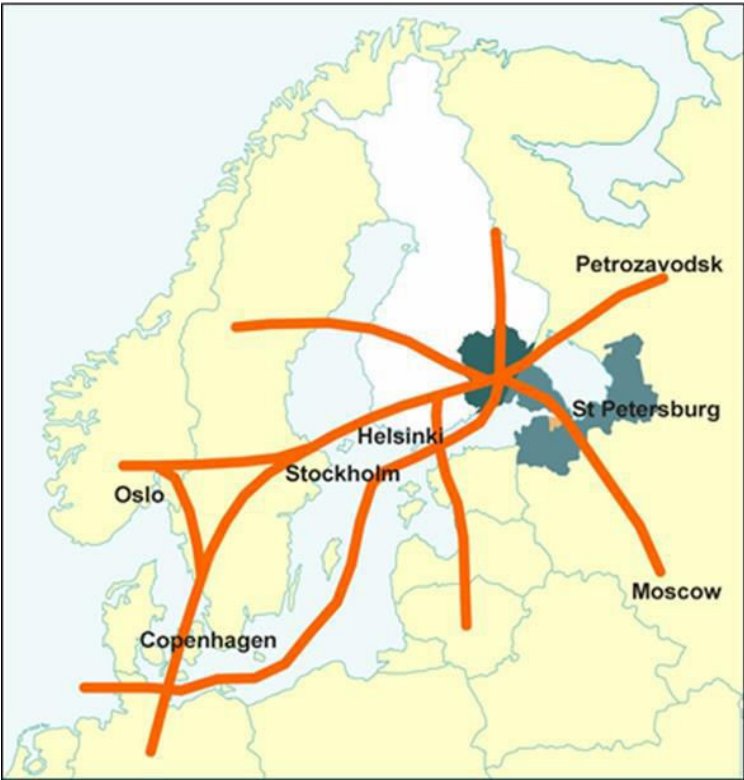 Petrozavodsk
St Petersburg
Helsinki
Stockholm
Oslo
Moscow
Copenhagen